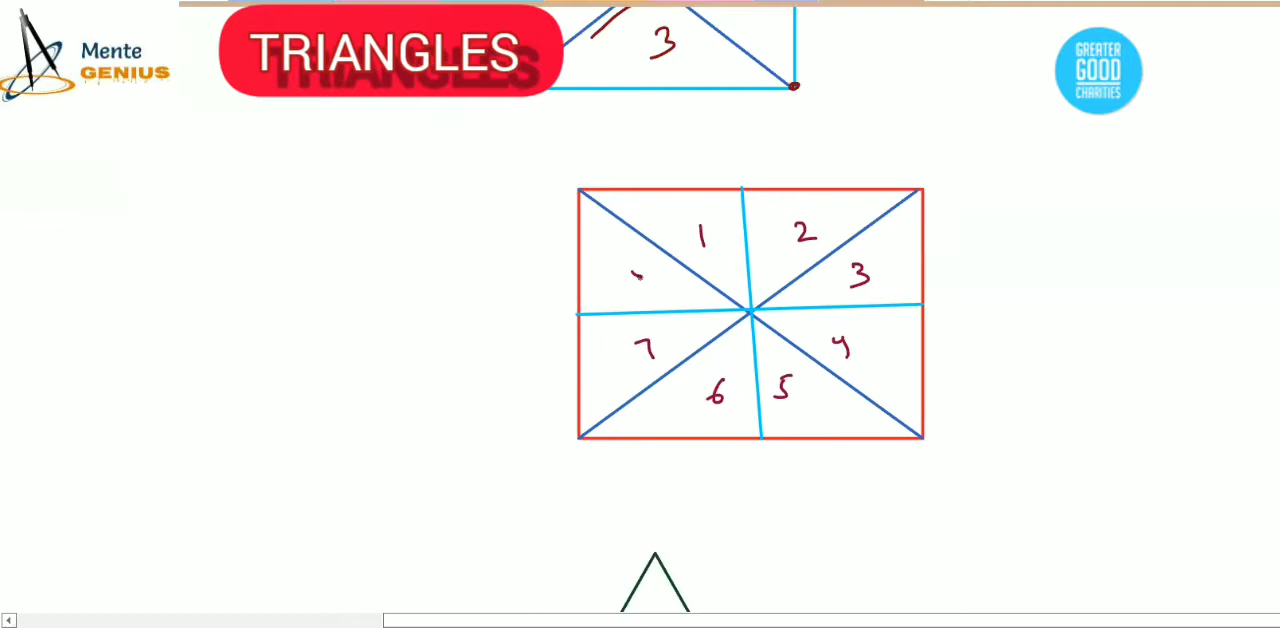 Mente
GENIUS
TRIANGLES
3
GREATER
GOOD
CHARITIES
1
2
3
7
4
6
5